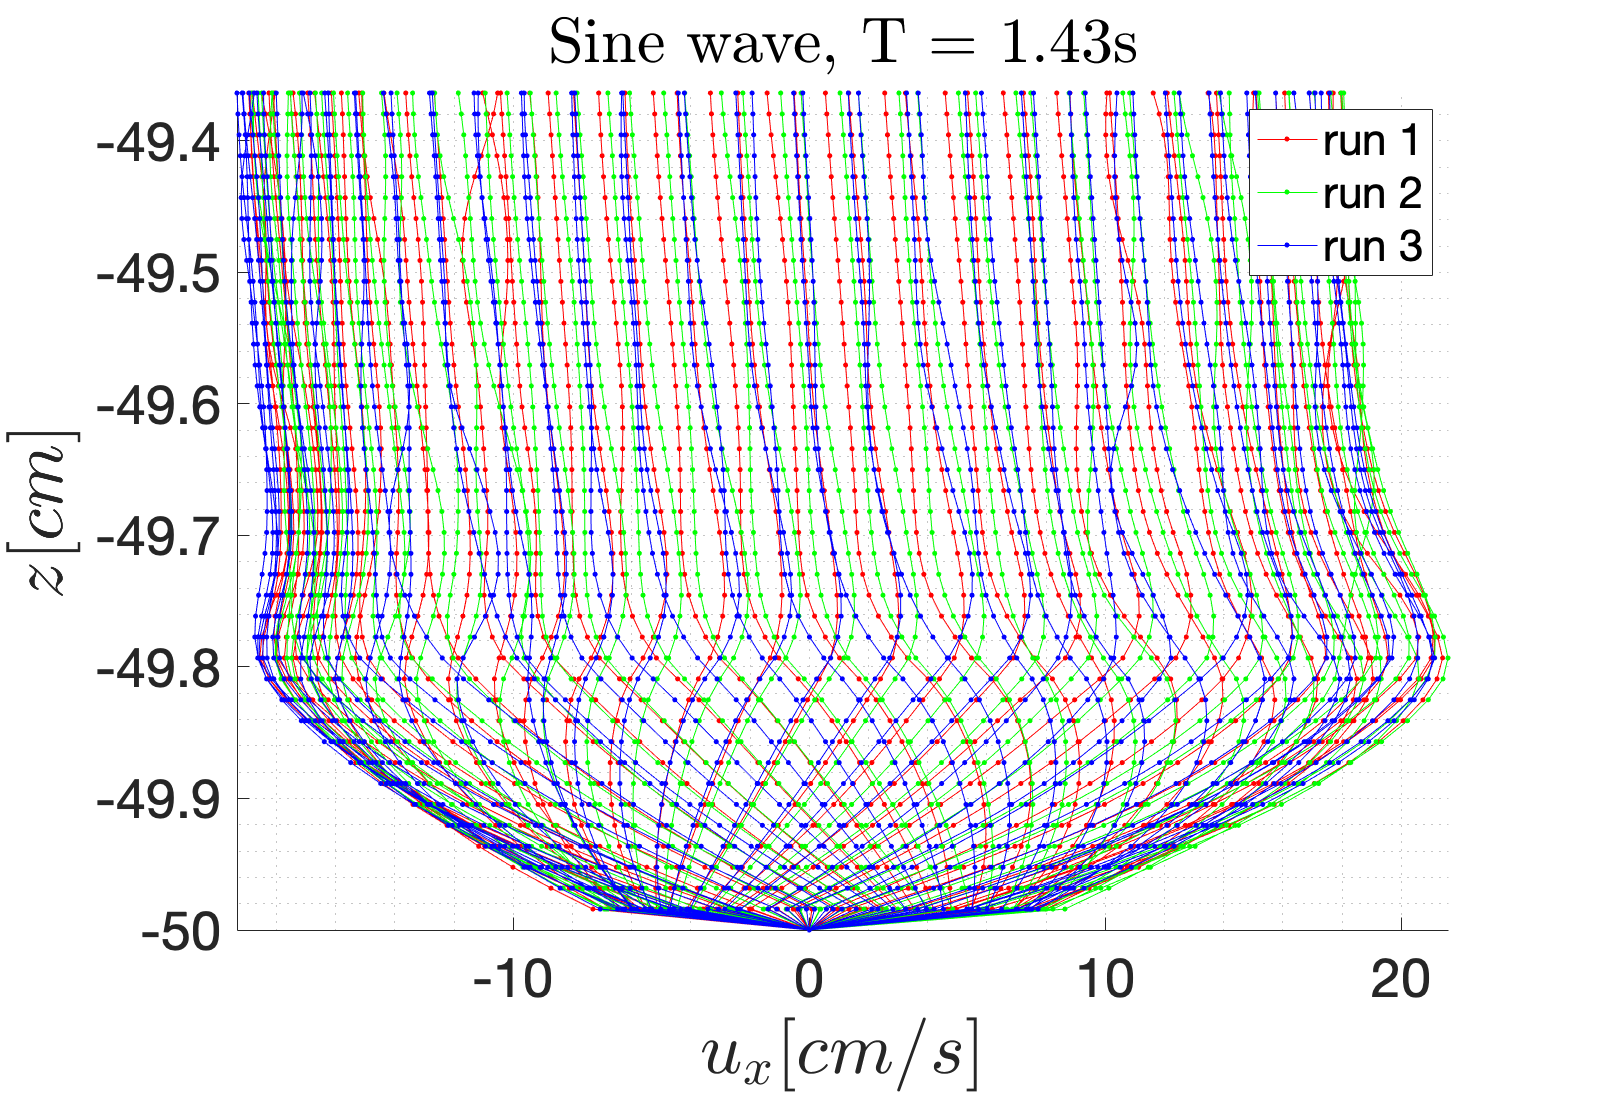 Sine wave, T = 1.43s
-49.4
-49.5
-49.6
-49.7
-49.8
-49.9
-50
z[cm]
run 1
run 2
run 3
-10 0 10 20
u_x[cm/s]